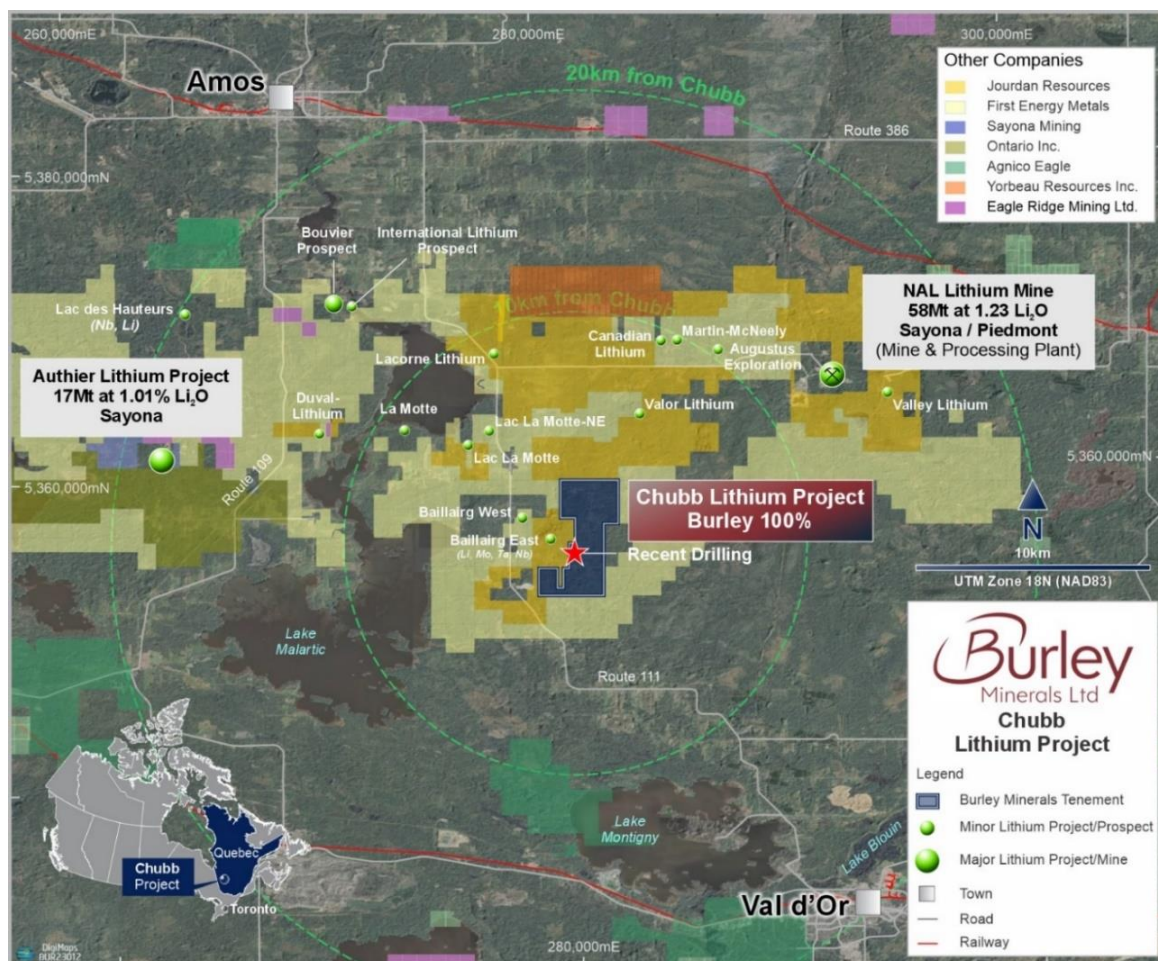 260,000mE
280,000mE
300,000mE
Amos
20km from Chubb
Route 386
Other Companies
Jourdan Resources
First Energy Metals
Sayona Mining
Ontario Inc.
Agnico Eagle
Yorbeau Resources Inc.
Eagle Ridge Mining Ltd.
5,380,000mN
Bouvier
Prospect
International Lithium
Prospect
Lac des Hauteurs
(Nb, Li)
10km from Chubb
NAL Lithium Mine
58Mt at 1.23 Li₂O
Sayona / Piedmont
(Mine & Processing Plant)
Canadian
Lithium
Martin-McNeely
Augustus
Exploration
Lacorne Lithium
Authier Lithium Project
17Mt at 1.01% Li₂O
Sayona
Duval-
Lithium
La Motte
Valor Lithium
Valley Lithium
Lac La Motte-NE
Lac La Motte
Route 109
5,360,000mN
5,360,000mN
Chubb Lithium Project
Burley 100%
Baillairg West
Baillairg East
(Li, Mo, Ta, Nb)
Recent Drilling
N
10km
UTM Zone 18N (NAD83)
Lake
Malartic
Route 111
Burley
Minerals Ltd
Chubb
Lithium Project
Legend
Burley Minerals Tenement
Minor Lithium Project/Prospect
Major Lithium Project/Mine
Town
Road
Railway
Lake
Montigny
Lake Blouin
Val d'Or
Quebec
Chubb
Project
Toronto
280,000mE
DigiMaps
BUR23012